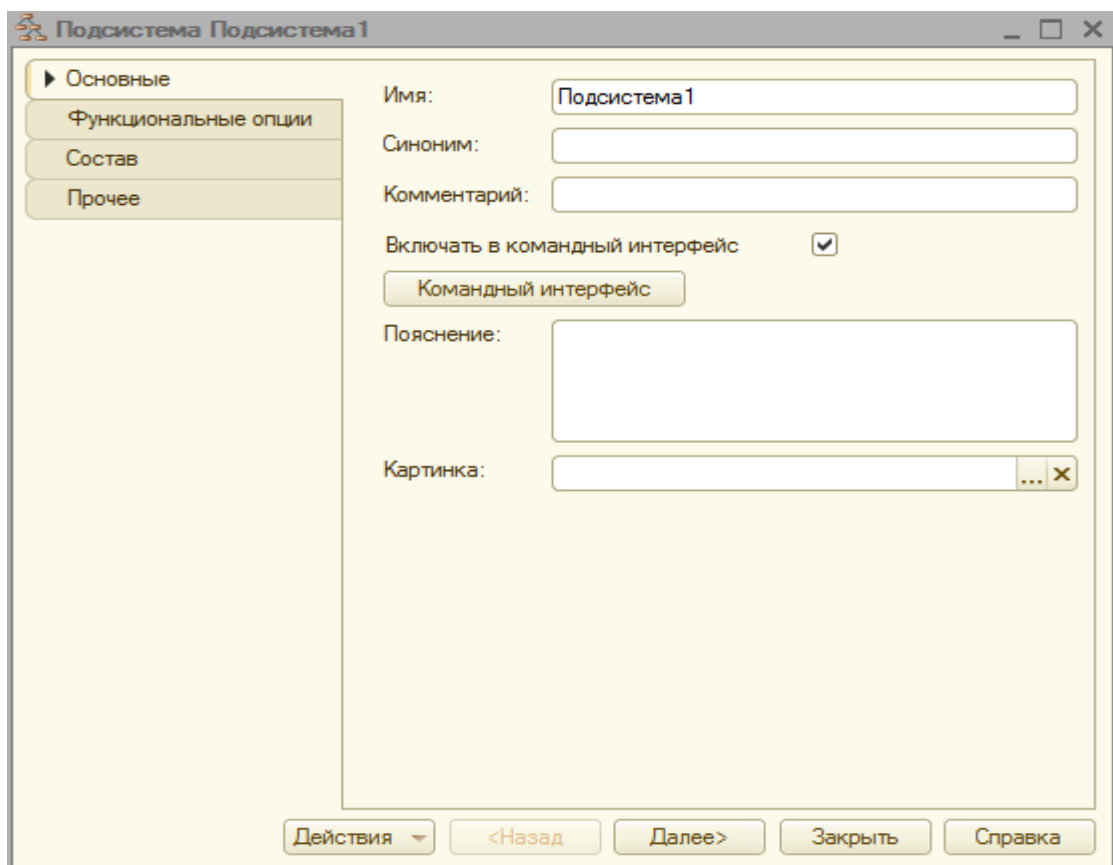 Подсистема Подсистема1
Основные
Функциональные опции
Состав
Прочее
Имя: Подсистема1
Синоним:
Комментарий:
Включать в командный интерфейс
Командный интерфейс
Пояснение:
Картинка: ...
Действия <Назад Далее> Закрыть Справка